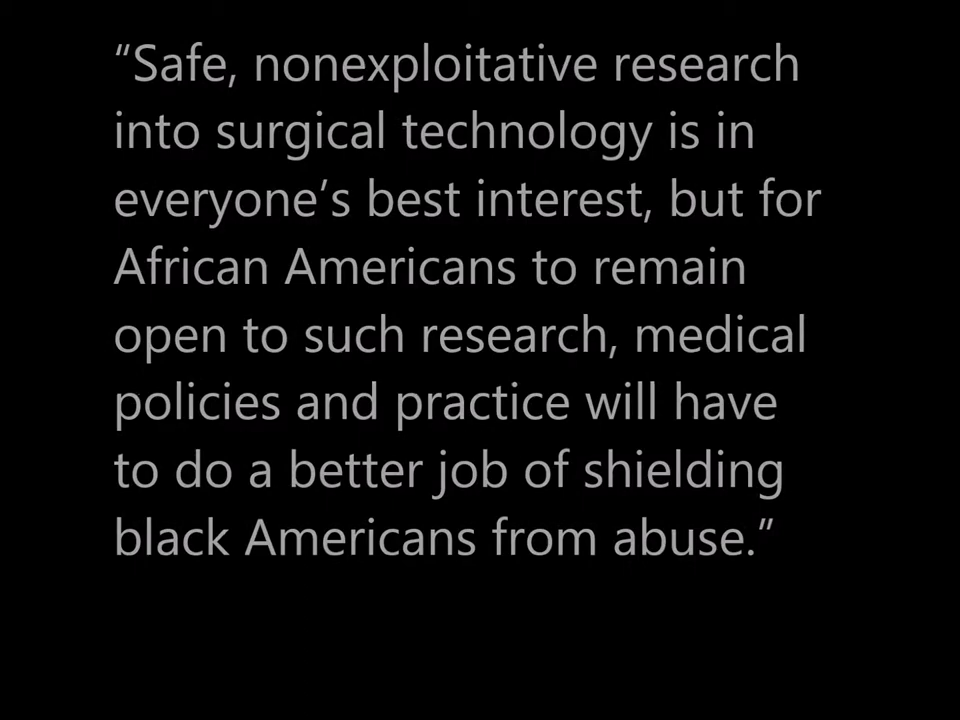 “Safe, nonexploitative research
into surgical technology is in
everyone’s best interest, but for
African Americans to remain
open to such research, medical
policies and practice will have
to do a better job of shielding
black Americans from abuse.”